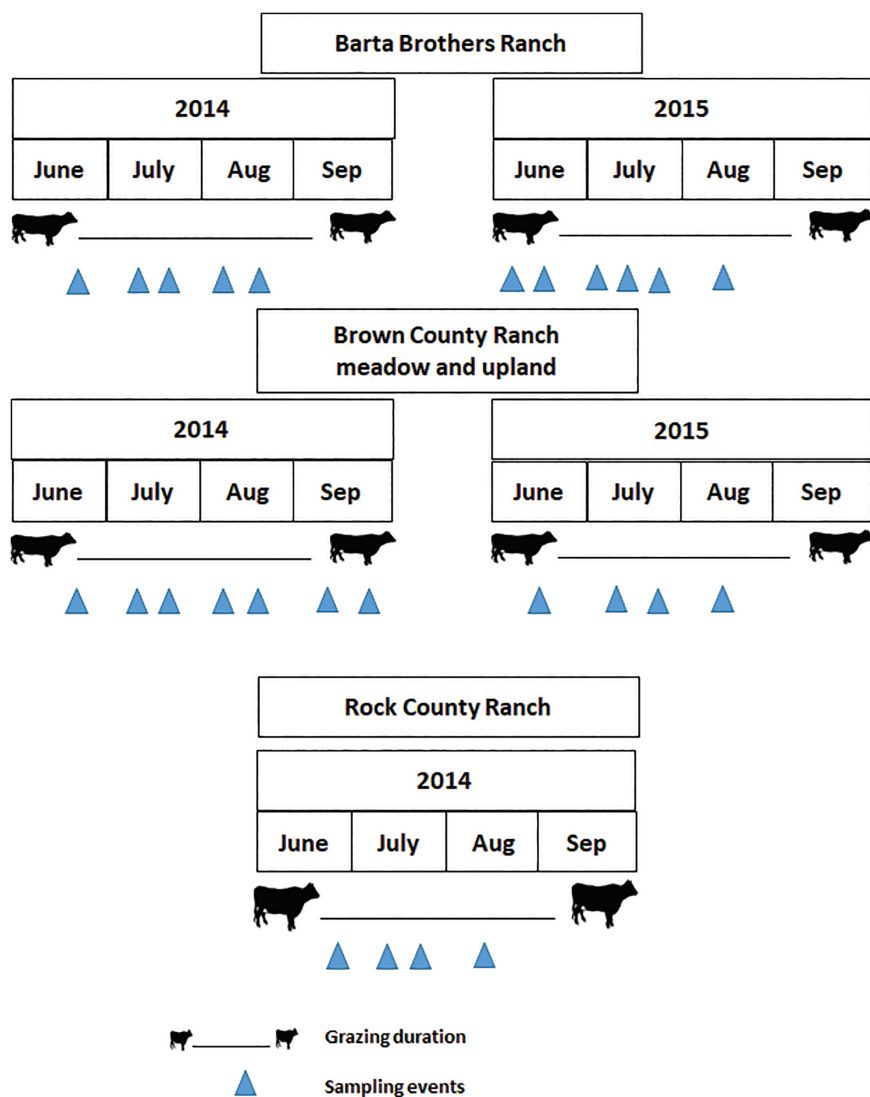 Barta Brothers Ranch
2014
2015
June July Aug Sep
June July Aug Sep
Brown County Ranch
meadow and upland
2014
2015
June July Aug Sep
June July Aug Sep
Rock County Ranch
2014
June July Aug Sep
Grazing duration
Sampling events